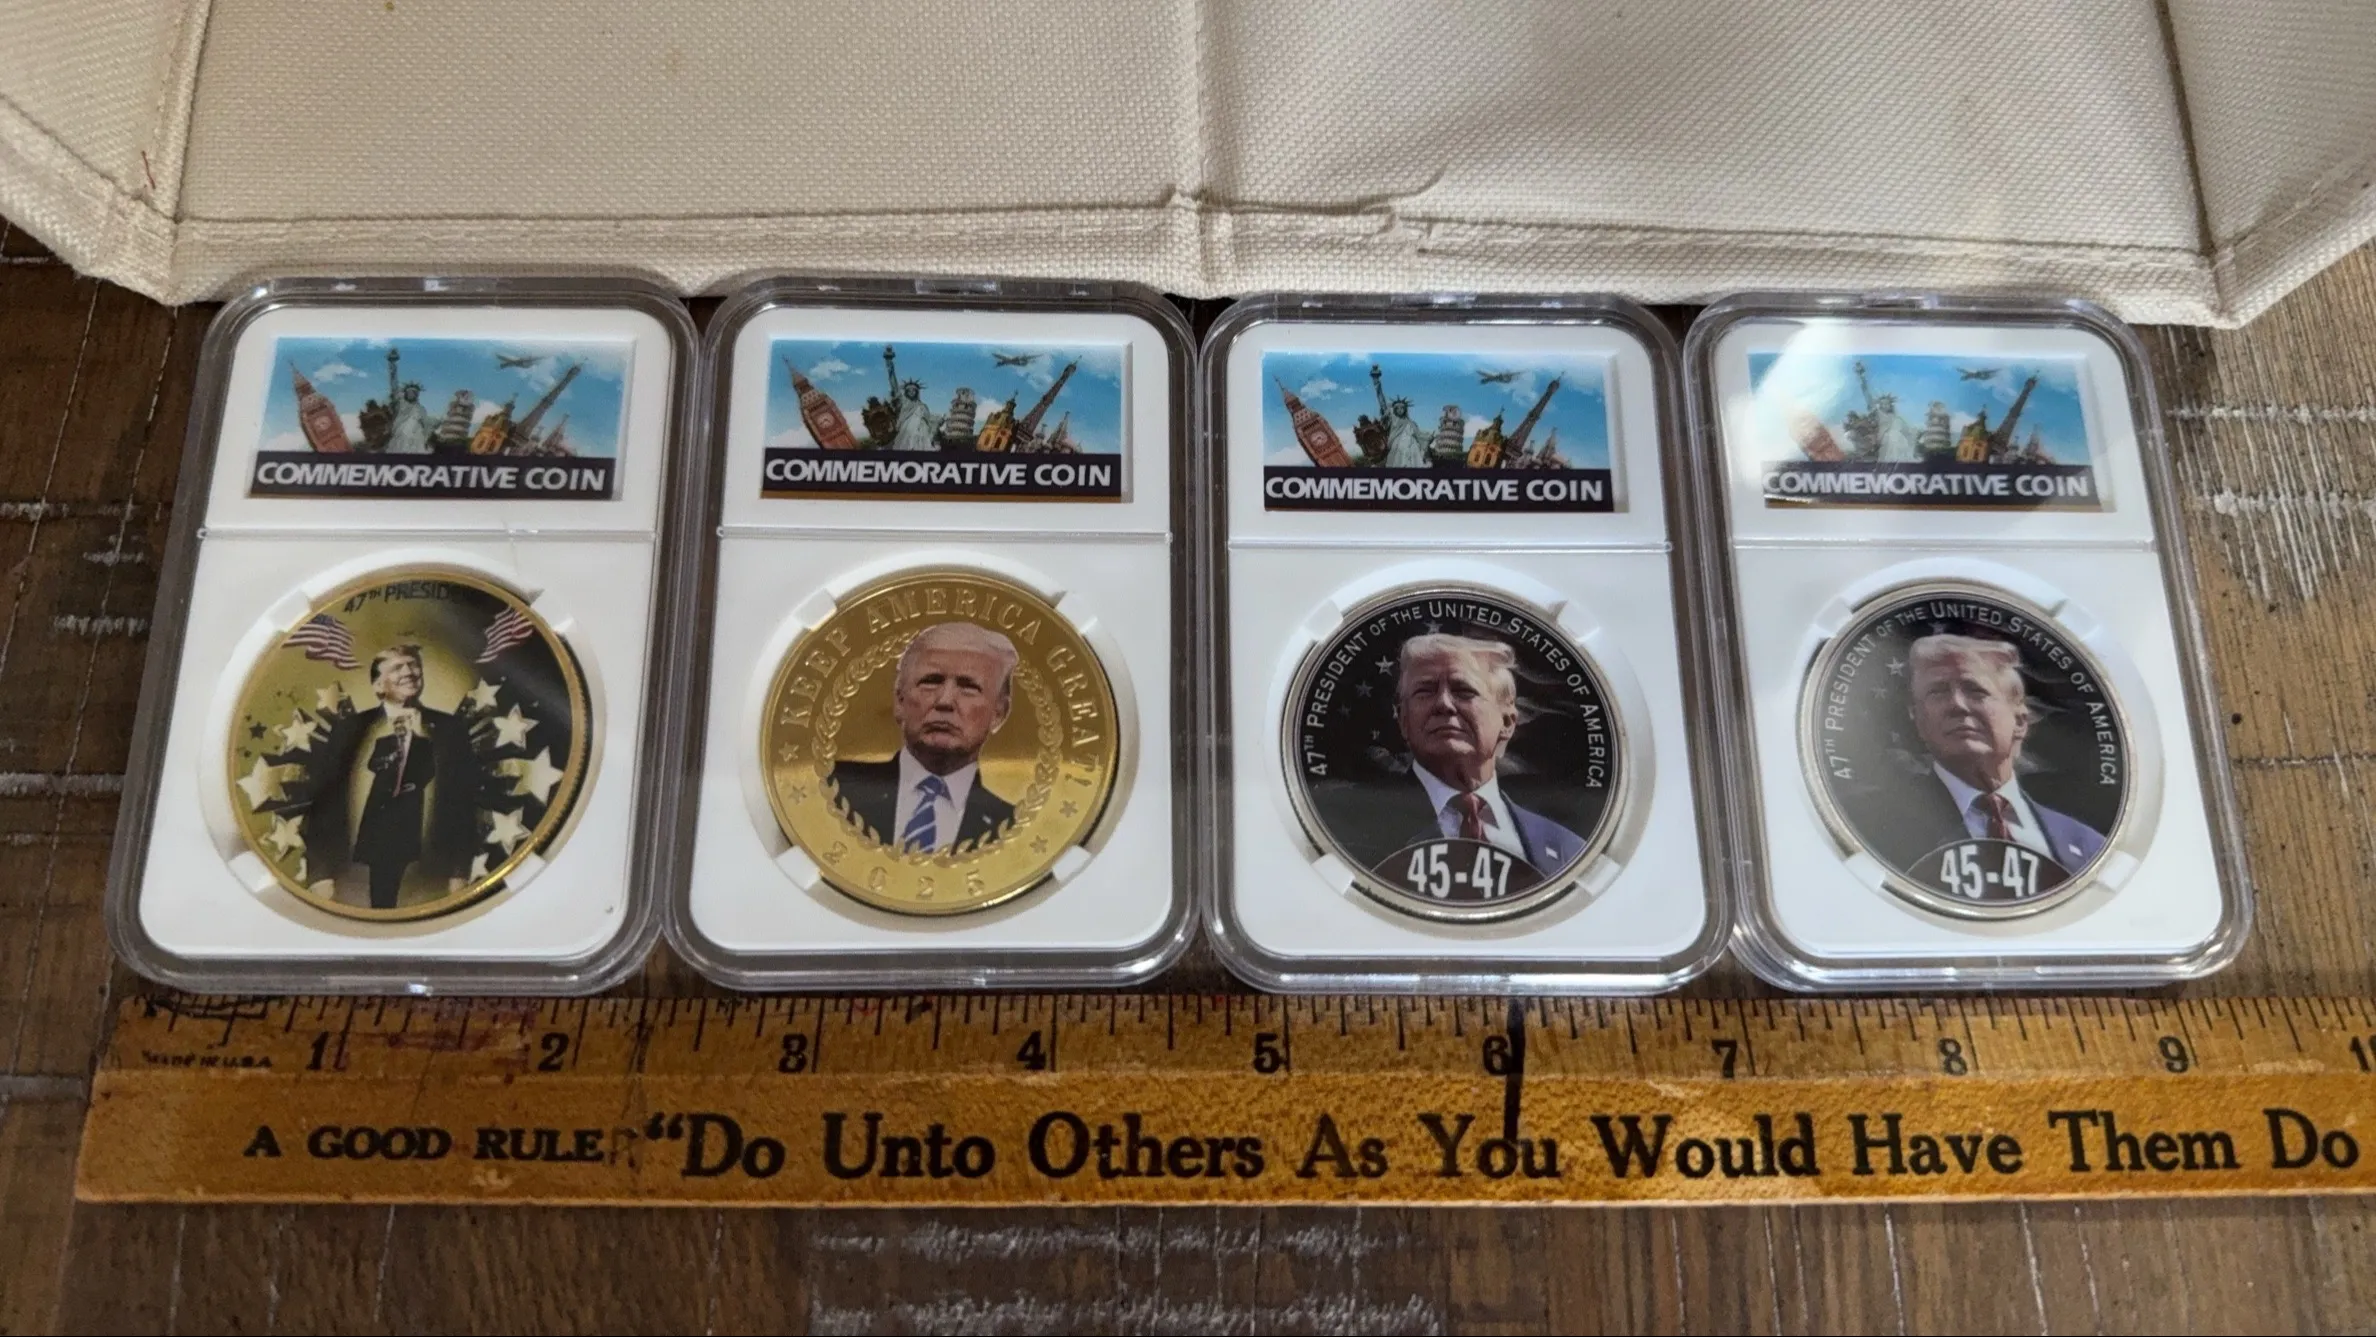 COMMEMORATIVE COIN
COMMEMORATIVE COIN
COMMEMORATIVE COIN
COMMEMORATIVE COIN
47TH
KEEP AMERICA GREAT!
2025
47TH PRESIDENT OF THE UNITED STATES OF AMERICA
45-47
47TH PRESIDENT OF THE UNITED STATES OF AMERICA
45-47
MADE IN U.S.A.
1 2 3 4 5 6 7 8 9
A GOOD RULE "Do Unto Others As You Would Have Them Do